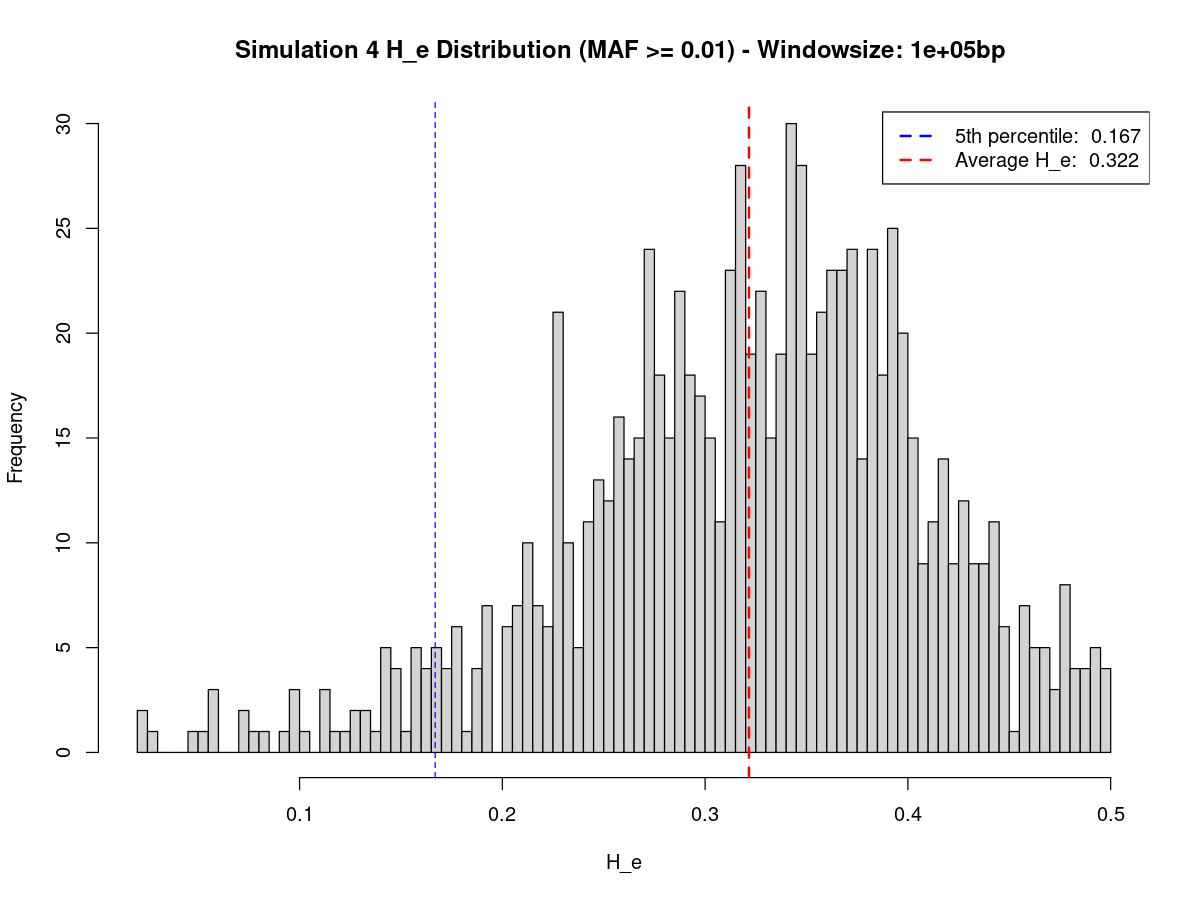 Simulation 4 H_e Distribution (MAF >= 0.01) - Windowsize: 1e+05bp
5th percentile: 0.167
Average H_e: 0.322
Frequency
30
25
20
15
10
5
0
0.1 0.2 0.3 0.4 0.5
H_e